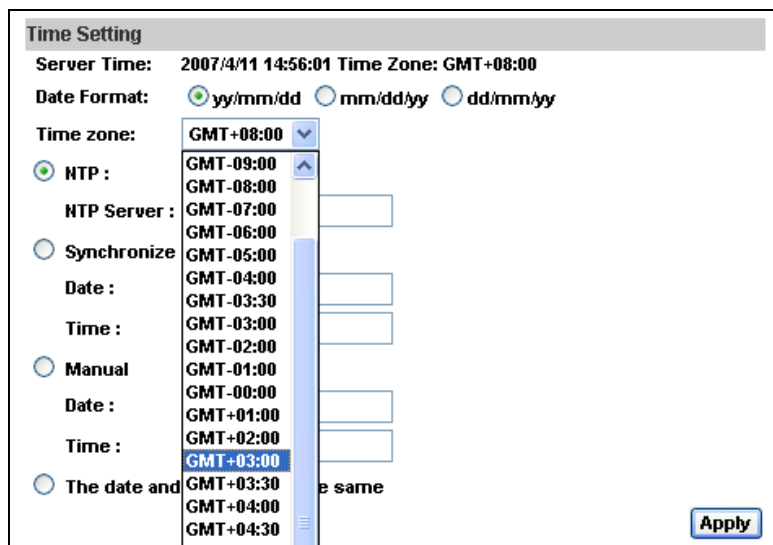 Time Setting
Server Time: 2007/4/11 14:56:01 Time Zone: GMT+08:00
Date Format: yy/mm/dd mm/dd/yy dd/mm/yy
Time zone: GMT+08:00
GMT-09:00
NTP :
GMT-08:00
NTP Server : GMT-07:00
GMT-06:00
Synchronize GMT-05:00
GMT-04:00
Date :
GMT-03:30
Time : GMT-03:00
GMT-02:00
Manual GMT-01:00
GMT-00:00
Date :
GMT+01:00
Time : GMT+02:00
GMT+03:00
The date and GMT+03:30 e same
GMT+04:00
GMT+04:30
Apply